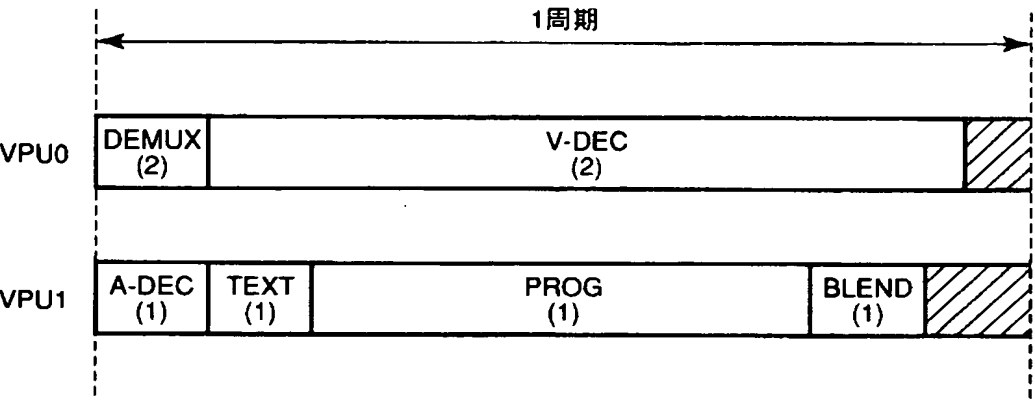 1周期
VPU0
DEMUX
(2)
V-DEC
(2)
VPU1
A-DEC
(1)
TEXT
(1)
PROG
(1)
BLEND
(1)